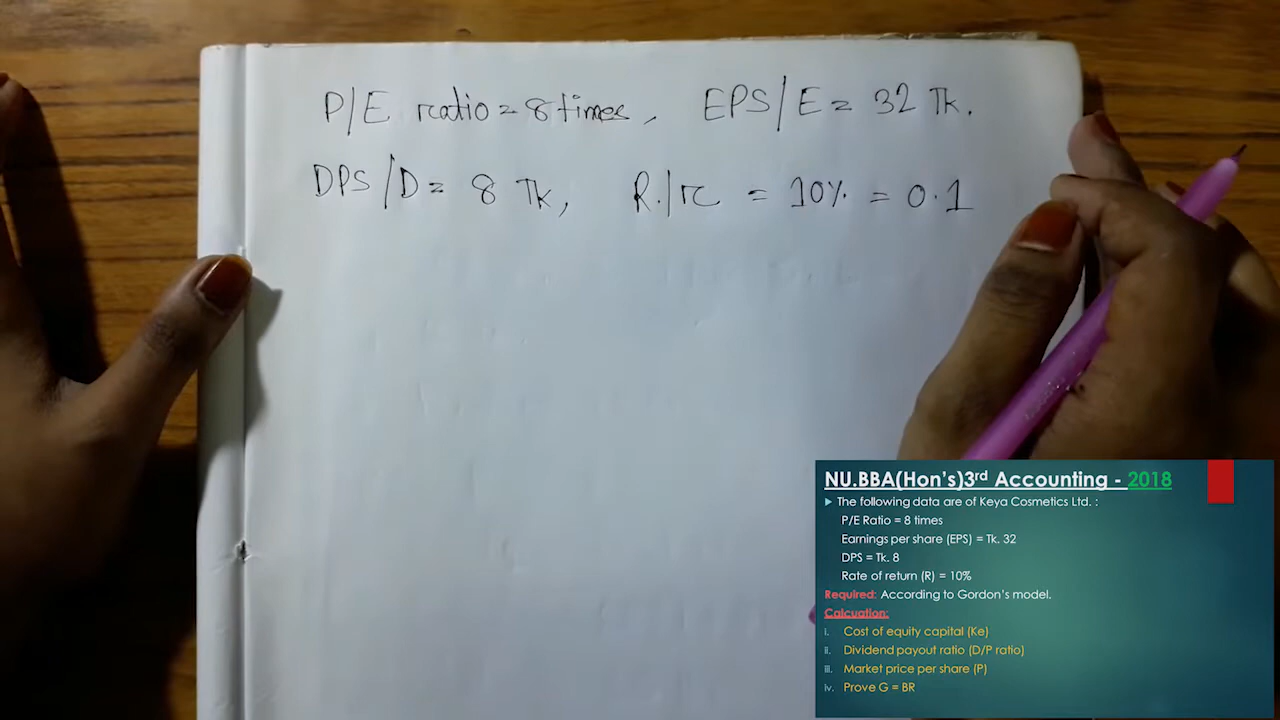 P/E ratio = 8 times, EPS/E = 32 Tk.
DPS/D = 8 Tk, R./r = 10% = 0.1
NU.BBA(Hon's)3rd Accounting - 2018
The following data are of Keya Cosmetics Ltd. :
P/E Ratio = 8 times
Earnings per share (EPS) = Tk. 32
DPS = Tk. 8
Rate of return (R) = 10%
Required: According to Gordon's model.
Calcuation:
i. Cost of equity capital (Ke)
ii. Dividend payout ratio (D/P ratio)
iii. Market price per share (P)
iv. Prove G = BR